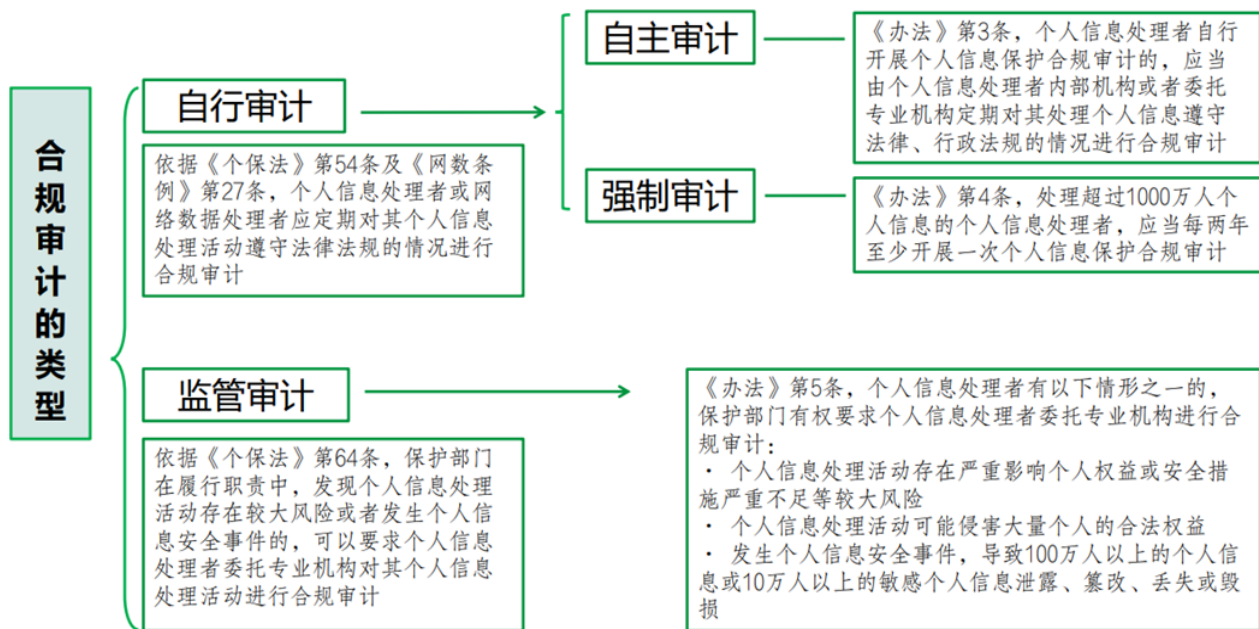 合规审计的类型
自行审计
依据《个保法》第54条及《网数条
例》第27条，个人信息处理者或网
络数据处理者应定期对其个人信息
处理活动遵守法律法规的情况进行
合规审计
自主审计
《办法》第3条，个人信息处理者自行
开展个人信息保护合规审计的，应当
由个人信息处理者内部机构或者委托
专业机构定期对其处理个人信息遵守
法律、行政法规的情况进行合规审计
强制审计
《办法》第4条，处理超过1000万人个
人信息的个人信息处理者，应当每两年
至少开展一次个人信息保护合规审计
监管审计
依据《个保法》第64条，保护部门
在履行职责中，发现个人信息处理
活动存在较大风险或者发生个人信
息安全事件的，可以要求个人信息
处理者委托专业机构对其个人信息
处理活动进行合规审计
《办法》第5条，个人信息处理者有以下情形之一的，
保护部门有权要求个人信息处理者委托专业机构进行合
规审计：
· 个人信息处理活动存在严重影响个人权益或安全措
施严重不足等较大风险
· 个人信息处理活动可能侵害大量个人的合法权益
· 发生个人信息安全事件，导致100万人以上的个人信
息或10万人以上的敏感个人信息泄露、篡改、丢失或毁
损